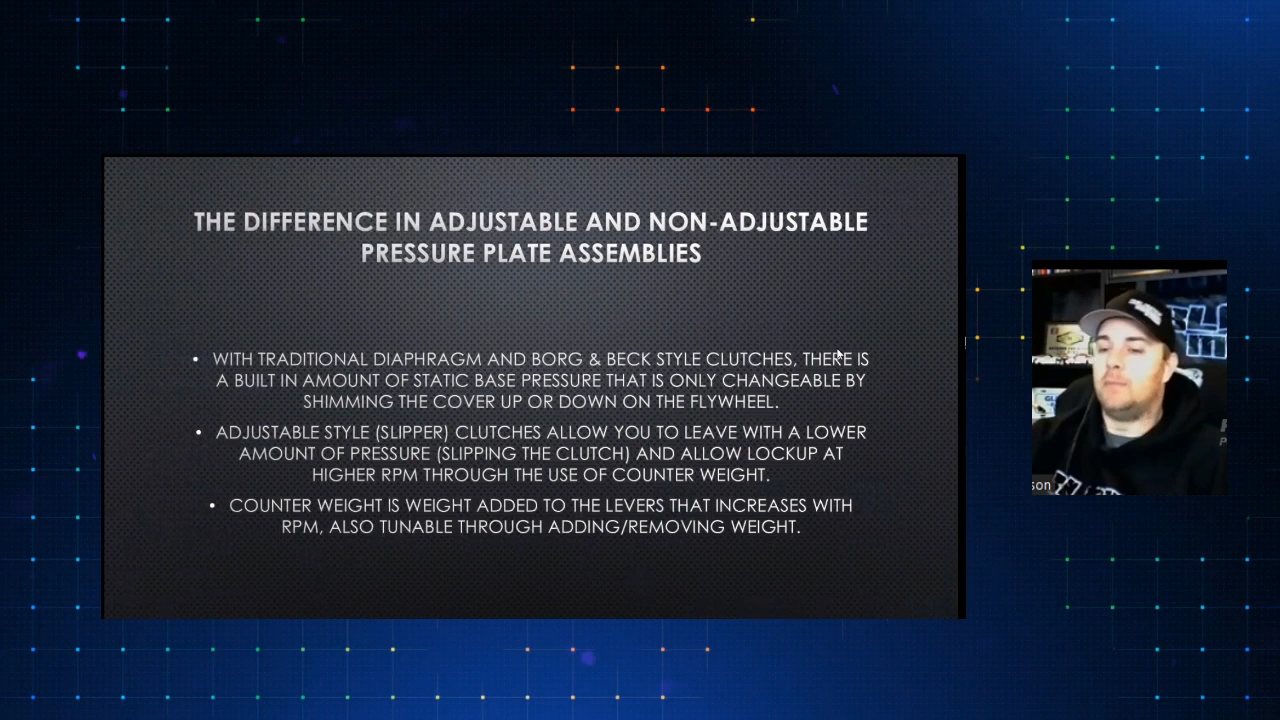 THE DIFFERENCE IN ADJUSTABLE AND NON-ADJUSTABLE
PRESSURE PLATE ASSEMBLIES
• WITH TRADITIONAL DIAPHRAGM AND BORG & BECK STYLE CLUTCHES, THERE IS
A BUILT IN AMOUNT OF STATIC BASE PRESSURE THAT IS ONLY CHANGEABLE BY
SHIMMING THE COVER UP OR DOWN ON THE FLYWHEEL.
• ADJUSTABLE STYLE (SLIPPER) CLUTCHES ALLOW YOU TO LEAVE WITH A LOWER
AMOUNT OF PRESSURE (SLIPPING THE CLUTCH) AND ALLOW LOCKUP AT
HIGHER RPM THROUGH THE USE OF COUNTER WEIGHT.
• COUNTER WEIGHT IS WEIGHT ADDED TO THE LEVERS THAT INCREASES WITH
RPM, ALSO TUNABLE THROUGH ADDING/REMOVING WEIGHT.
son